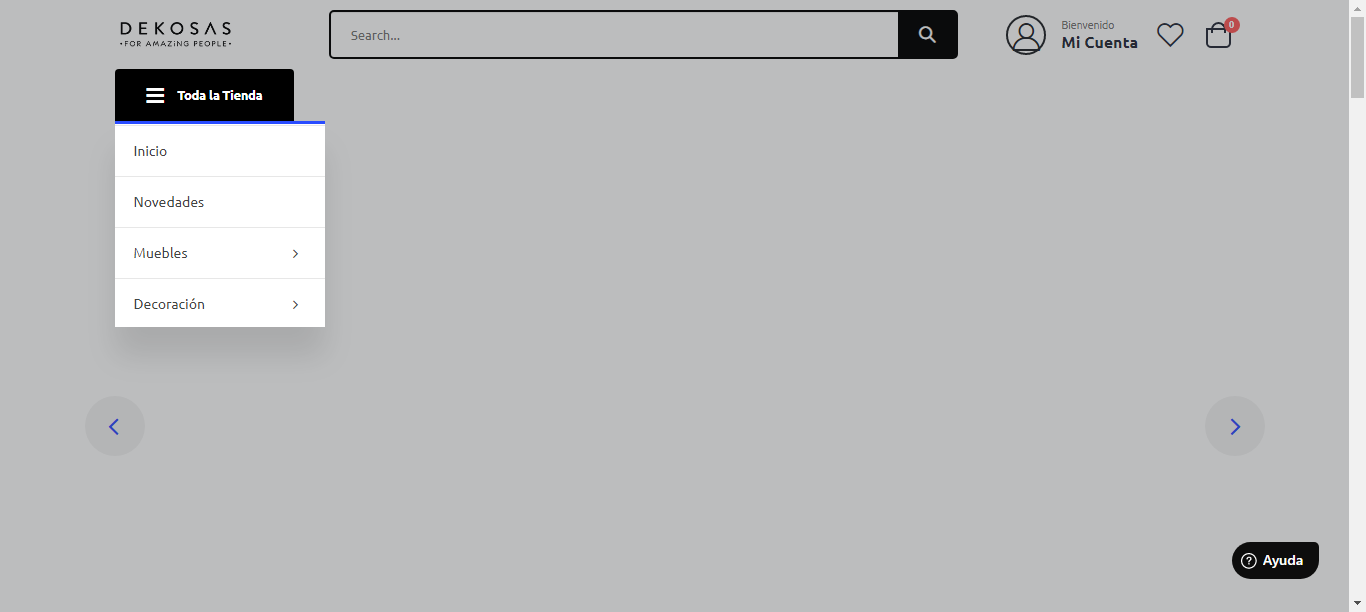 DEKOSAS
•FOR AMAZING PEOPLE•
Search...
Bienvenido
Mi Cuenta
0
Toda la Tienda
Inicio
Novedades
Muebles
Decoración
Ayuda